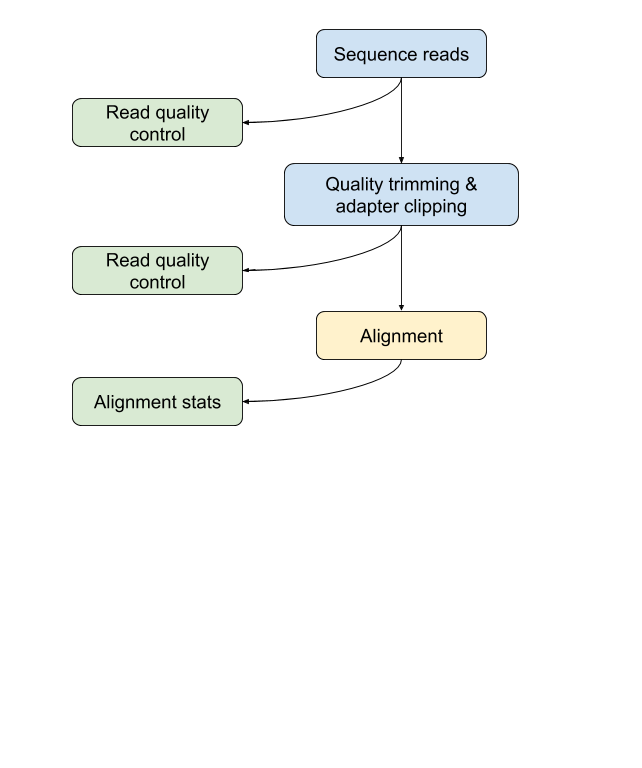 Sequence reads
Read quality
control
Quality trimming &
adapter clipping
Read quality
control
Alignment
Alignment stats